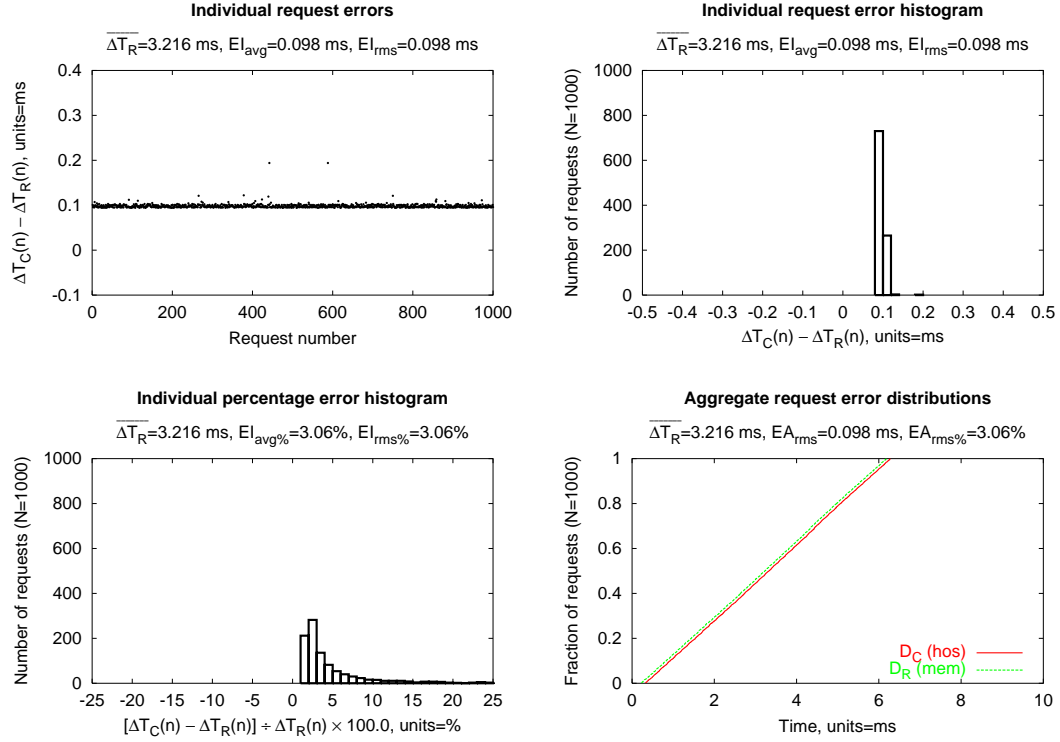 Individual request errors
ΔT_R=3.216 ms, EI_avg=0.098 ms, EI_rms=0.098 ms
0.4
0.3
0.2
0.1
0
-0.1
ΔT_C(n) − ΔT_R(n), units=ms
0 200 400 600 800 1000
Request number
Individual request error histogram
ΔT_R=3.216 ms, EI_avg=0.098 ms, EI_rms=0.098 ms
1000
800
600
400
200
0
Number of requests (N=1000)
-0.5 -0.4 -0.3 -0.2 -0.1 0 0.1 0.2 0.3 0.4 0.5
ΔT_C(n) − ΔT_R(n), units=ms
Individual percentage error histogram
ΔT_R=3.216 ms, EI_avg%=3.06%, EI_rms%=3.06%
1000
800
600
400
200
0
Number of requests (N=1000)
-25 -20 -15 -10 -5 0 5 10 15 20 25
[ΔT_C(n) − ΔT_R(n)] ÷ ΔT_R(n) × 100.0, units=%
Aggregate request error distributions
ΔT_R=3.216 ms, EA_rms=0.098 ms, EA_rms%=3.06%
1
0.8
0.6
0.4
0.2
0
Fraction of requests (N=1000)
D_C (hos)
D_R (mem)
0 2 4 6 8 10
Time, units=ms